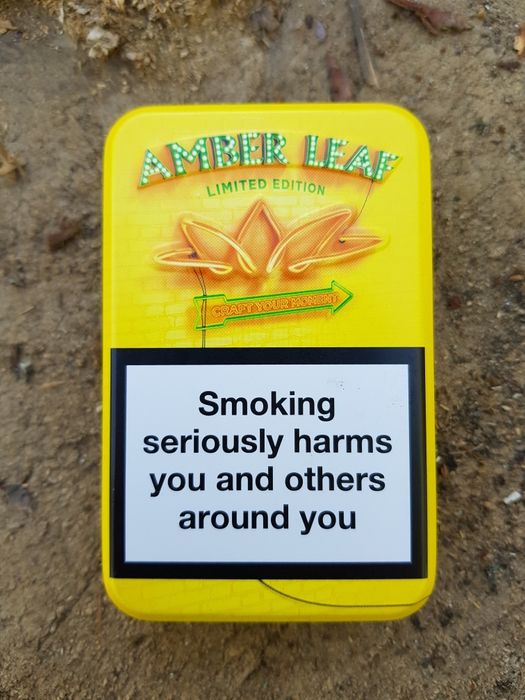 AMBER LEAF
LIMITED EDITION
CRAFT YOUR MOMENT
Smoking
seriously harms
you and others
around you